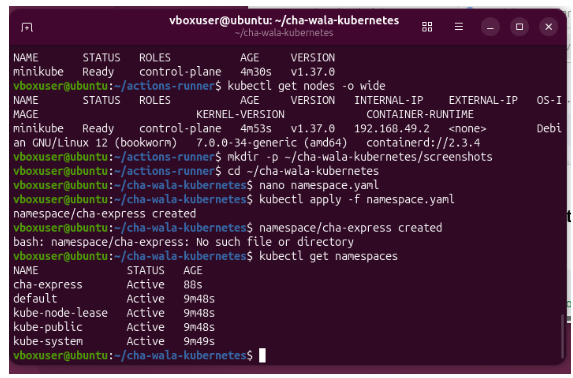 vboxuser@ubuntu: ~/cha-wala-kubernetes
~/cha-wala-kubernetes
NAME       STATUS   ROLES           AGE     VERSION
minikube   Ready    control-plane   4m30s   v1.37.0
vboxuser@ubuntu:~/actions-runner$ kubectl get nodes -o wide
NAME       STATUS   ROLES           AGE     VERSION   INTERNAL-IP    EXTERNAL-IP   OS-I
MAGE                         KERNEL-VERSION             CONTAINER-RUNTIME
minikube   Ready    control-plane   4m53s   v1.37.0   192.168.49.2   <none>        Debi
an GNU/Linux 12 (bookworm)   7.0.0-34-generic (amd64)   containerd://2.3.4
vboxuser@ubuntu:~/actions-runner$ mkdir -p ~/cha-wala-kubernetes/screenshots
vboxuser@ubuntu:~/actions-runner$ cd ~/cha-wala-kubernetes
vboxuser@ubuntu:~/cha-wala-kubernetes$ nano namespace.yaml
vboxuser@ubuntu:~/cha-wala-kubernetes$ kubectl apply -f namespace.yaml
namespace/cha-express created
vboxuser@ubuntu:~/cha-wala-kubernetes$ namespace/cha-express created
bash: namespace/cha-express: No such file or directory
vboxuser@ubuntu:~/cha-wala-kubernetes$ kubectl get namespaces
NAME              STATUS   AGE
cha-express       Active   88s
default           Active   9m48s
kube-node-lease   Active   9m48s
kube-public       Active   9m48s
kube-system       Active   9m49s
vboxuser@ubuntu:~/cha-wala-kubernetes$